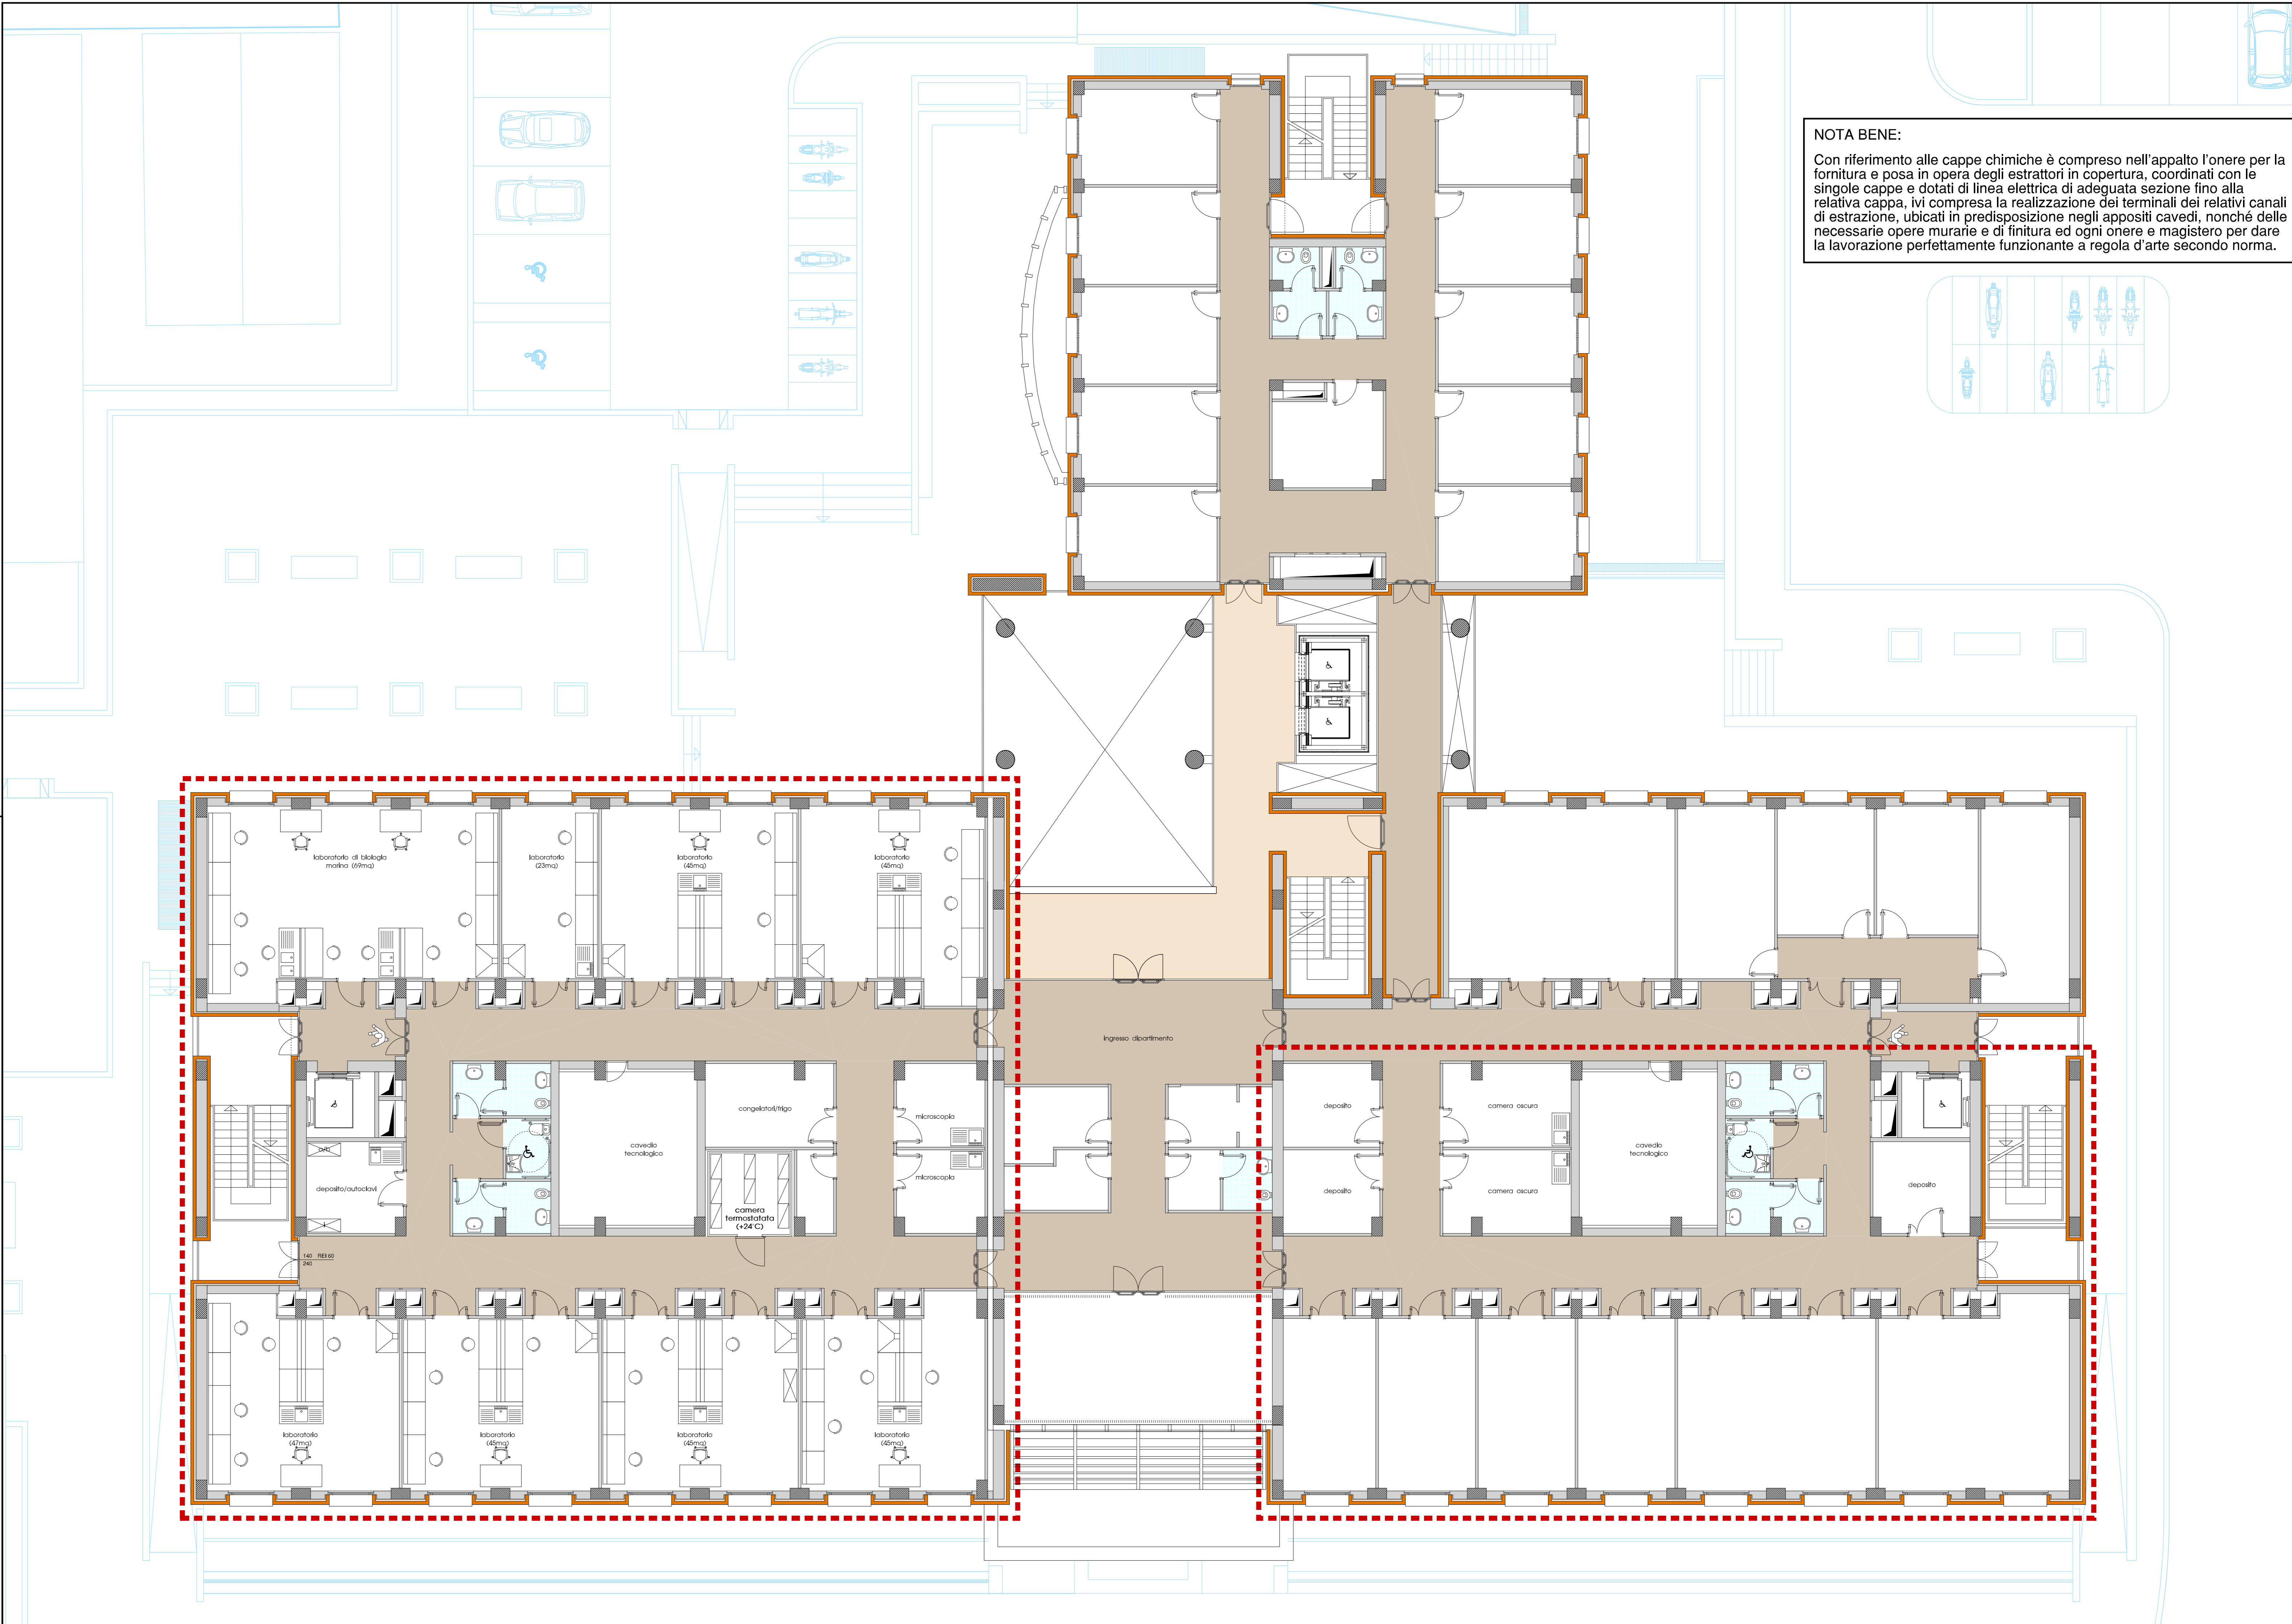 NOTA BENE:
Con riferimento alle cappe chimiche è compreso nell'appalto l'onere per la
fornitura e posa in opera degli estrattori in copertura, coordinati con le
singole cappe e dotati di linea elettrica di adeguata sezione fino alla
relativa cappa, ivi compresa la realizzazione dei terminali dei relativi canali
di estrazione, ubicati in predisposizione negli appositi cavedi, nonché delle
necessarie opere murarie e di finitura ed ogni onere e magistero per dare
la lavorazione perfettamente funzionante a regola d'arte secondo norma.
laboratorio di biologia
marina (69mq)
laboratorio
(23mq)
laboratorio
(45mq)
laboratorio
(45mq)
ingresso dipartimento
congelatori/frigo
microscopia
cavedio
tecnologico
deposito/autoclavi
microscopia
camera
termostatata
(+24°C)
deposito
camera oscura
cavedio
tecnologico
deposito
camera oscura
deposito
140 REI 60
240
laboratorio
(47mq)
laboratorio
(45mq)
laboratorio
(45mq)
laboratorio
(45mq)